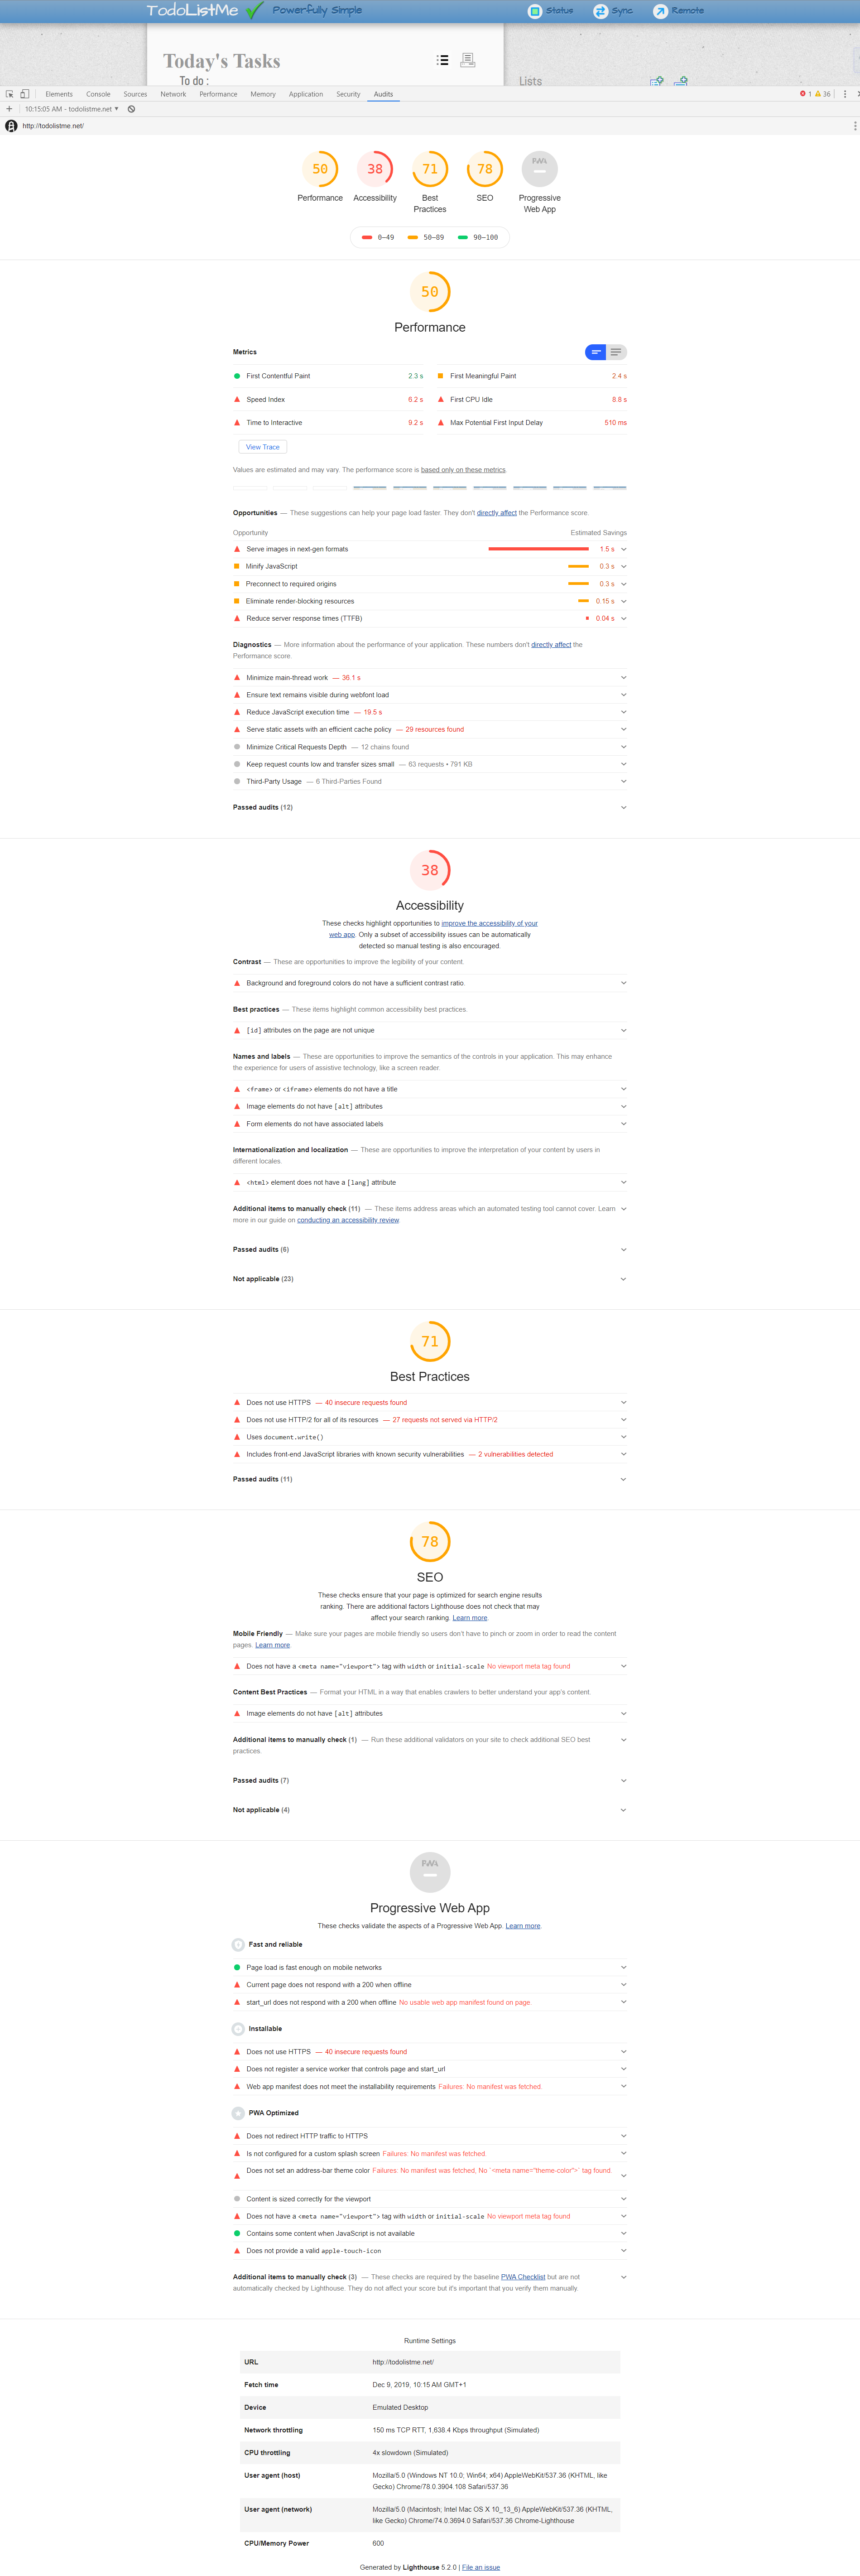 TodoListMe Powerfully Simple Status Sync Remote
Today's Tasks
To do :
Lists
Elements Console Sources Network Performance Memory Application Security Audits 1 36
10:15:05 AM - todolistme.net
http://todolistme.net/
50 38 71 78 PWA
Performance Accessibility Best Practices SEO Progressive Web App
0–49 50–89 90–100
50
Performance
Metrics
First Contentful Paint 2.3 s First Meaningful Paint 2.4 s
Speed Index 6.2 s First CPU Idle 8.8 s
Time to Interactive 9.2 s Max Potential First Input Delay 510 ms
View Trace
Values are estimated and may vary. The performance score is based only on these metrics.
Opportunities — These suggestions can help your page load faster. They don't directly affect the Performance score.
Opportunity Estimated Savings
Serve images in next-gen formats 1.5 s
Minify JavaScript 0.3 s
Preconnect to required origins 0.3 s
Eliminate render-blocking resources 0.15 s
Reduce server response times (TTFB) 0.04 s
Diagnostics — More information about the performance of your application. These numbers don't directly affect the
Performance score.
Minimize main-thread work — 36.1 s
Ensure text remains visible during webfont load
Reduce JavaScript execution time — 19.5 s
Serve static assets with an efficient cache policy — 29 resources found
Minimize Critical Requests Depth — 12 chains found
Keep request counts low and transfer sizes small — 63 requests • 791 KB
Third-Party Usage — 6 Third-Parties Found
Passed audits (12)
38
Accessibility
These checks highlight opportunities to improve the accessibility of your
web app. Only a subset of accessibility issues can be automatically
detected so manual testing is also encouraged.
Contrast — These are opportunities to improve the legibility of your content.
Background and foreground colors do not have a sufficient contrast ratio.
Best practices — These items highlight common accessibility best practices.
[id] attributes on the page are not unique
Names and labels — These are opportunities to improve the semantics of the controls in your application. This may enhance
the experience for users of assistive technology, like a screen reader.
<frame> or <iframe> elements do not have a title
Image elements do not have [alt] attributes
Form elements do not have associated labels
Internationalization and localization — These are opportunities to improve the interpretation of your content by users in
different locales.
<html> element does not have a [lang] attribute
Additional items to manually check (11) — These items address areas which an automated testing tool cannot cover. Learn
more in our guide on conducting an accessibility review.
Passed audits (6)
Not applicable (23)
71
Best Practices
Does not use HTTPS — 40 insecure requests found
Does not use HTTP/2 for all of its resources — 27 requests not served via HTTP/2
Uses document.write()
Includes front-end JavaScript libraries with known security vulnerabilities — 2 vulnerabilities detected
Passed audits (11)
78
SEO
These checks ensure that your page is optimized for search engine results
ranking. There are additional factors Lighthouse does not check that may
affect your search ranking. Learn more.
Mobile Friendly — Make sure your pages are mobile friendly so users don't have to pinch or zoom in order to read the content
pages. Learn more.
Does not have a <meta name="viewport"> tag with width or initial-scale No viewport meta tag found
Content Best Practices — Format your HTML in a way that enables crawlers to better understand your app's content.
Image elements do not have [alt] attributes
Additional items to manually check (1) — Run these additional validators on your site to check additional SEO best
practices.
Passed audits (7)
Not applicable (4)
PWA
Progressive Web App
These checks validate the aspects of a Progressive Web App. Learn more.
Fast and reliable
Page load is fast enough on mobile networks
Current page does not respond with a 200 when offline
start_url does not respond with a 200 when offline No usable web app manifest found on page.
Installable
Does not use HTTPS — 40 insecure requests found
Does not register a service worker that controls page and start_url
Web app manifest does not meet the installability requirements Failures: No manifest was fetched.
PWA Optimized
Does not redirect HTTP traffic to HTTPS
Is not configured for a custom splash screen Failures: No manifest was fetched.
Does not set an address-bar theme color Failures: No manifest was fetched, No `<meta name="theme-color">` tag found.
Content is sized correctly for the viewport
Does not have a <meta name="viewport"> tag with width or initial-scale No viewport meta tag found
Contains some content when JavaScript is not available
Does not provide a valid apple-touch-icon
Additional items to manually check (3) — These checks are required by the baseline PWA Checklist but are not
automatically checked by Lighthouse. They do not affect your score but it's important that you verify them manually.
Runtime Settings
URL http://todolistme.net/
Fetch time Dec 9, 2019, 10:15 AM GMT+1
Device Emulated Desktop
Network throttling 150 ms TCP RTT, 1,638.4 Kbps throughput (Simulated)
CPU throttling 4x slowdown (Simulated)
User agent (host) Mozilla/5.0 (Windows NT 10.0; Win64; x64) AppleWebKit/537.36 (KHTML, like
Gecko) Chrome/78.0.3904.108 Safari/537.36
User agent (network) Mozilla/5.0 (Macintosh; Intel Mac OS X 10_13_6) AppleWebKit/537.36 (KHTML,
like Gecko) Chrome/74.0.3694.0 Safari/537.36 Chrome-Lighthouse
CPU/Memory Power 600
Generated by Lighthouse 5.2.0 | File an issue